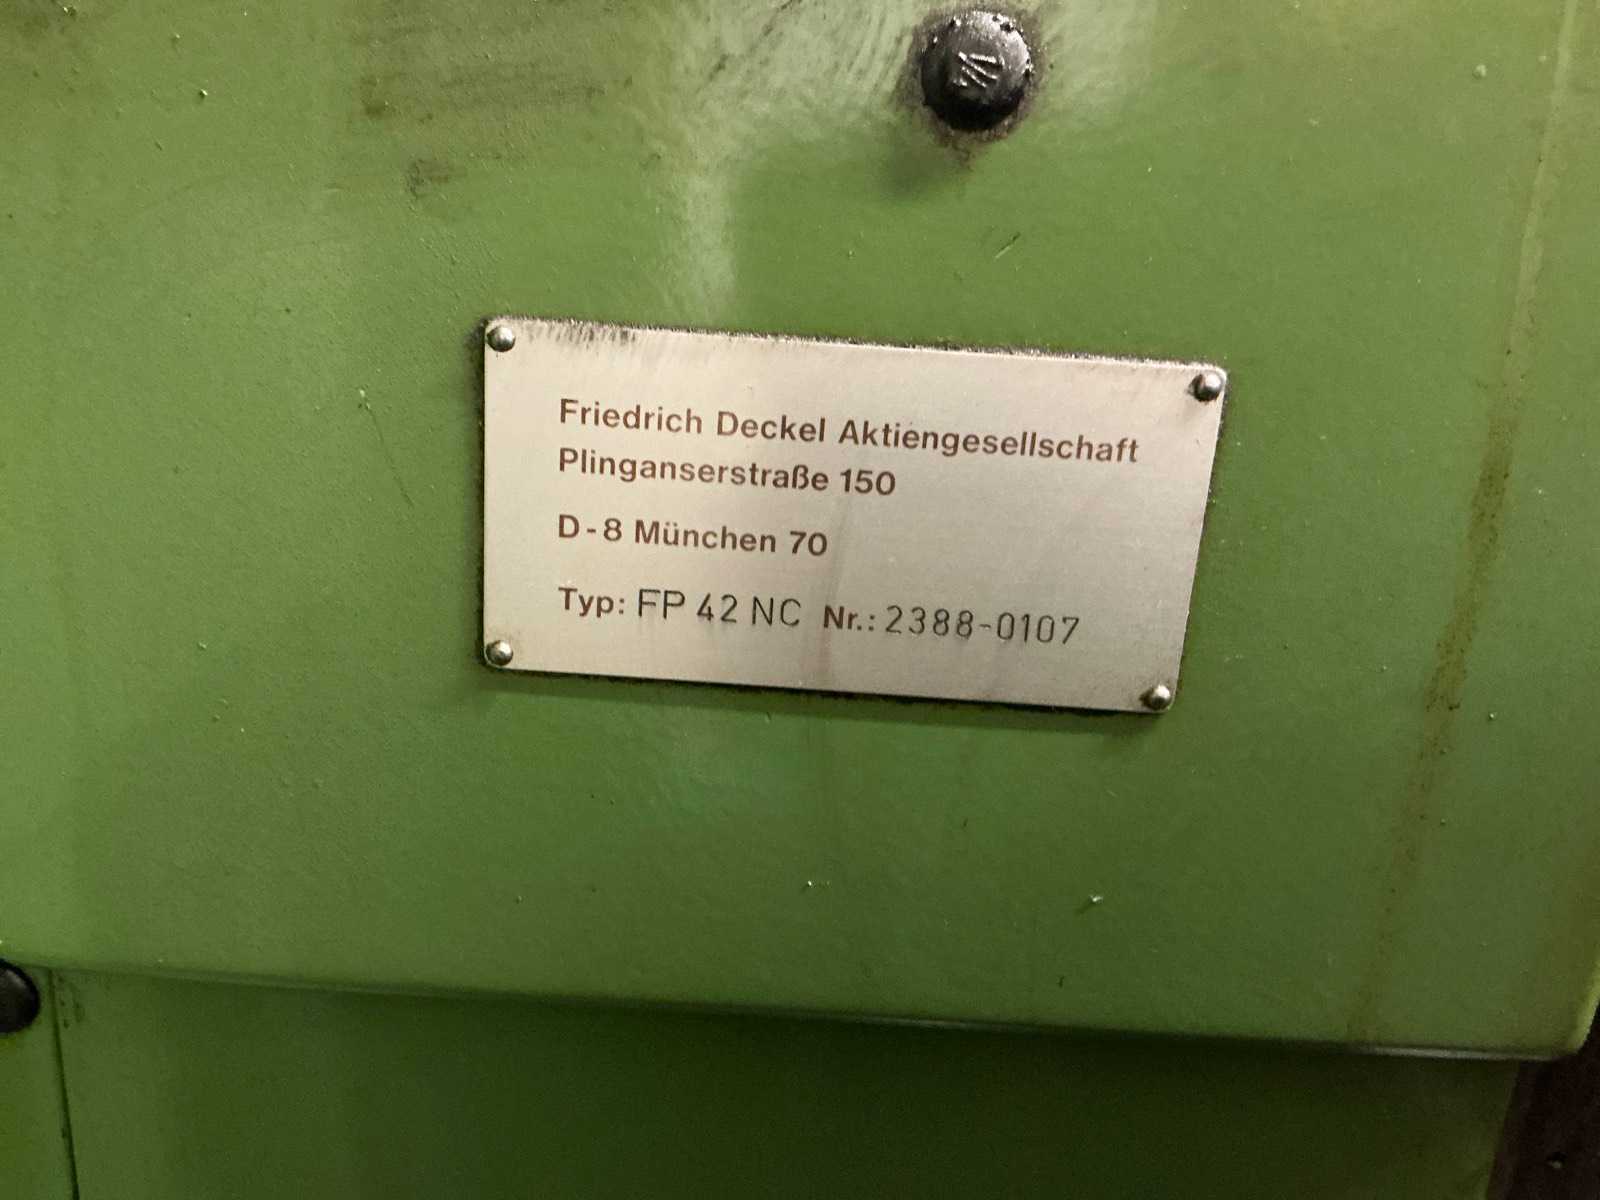 Friedrich Deckel Aktiengesellschaft
Plinganserstraße 150
D-8 München 70
Typ: FP 42 NC Nr.: 2388-0107